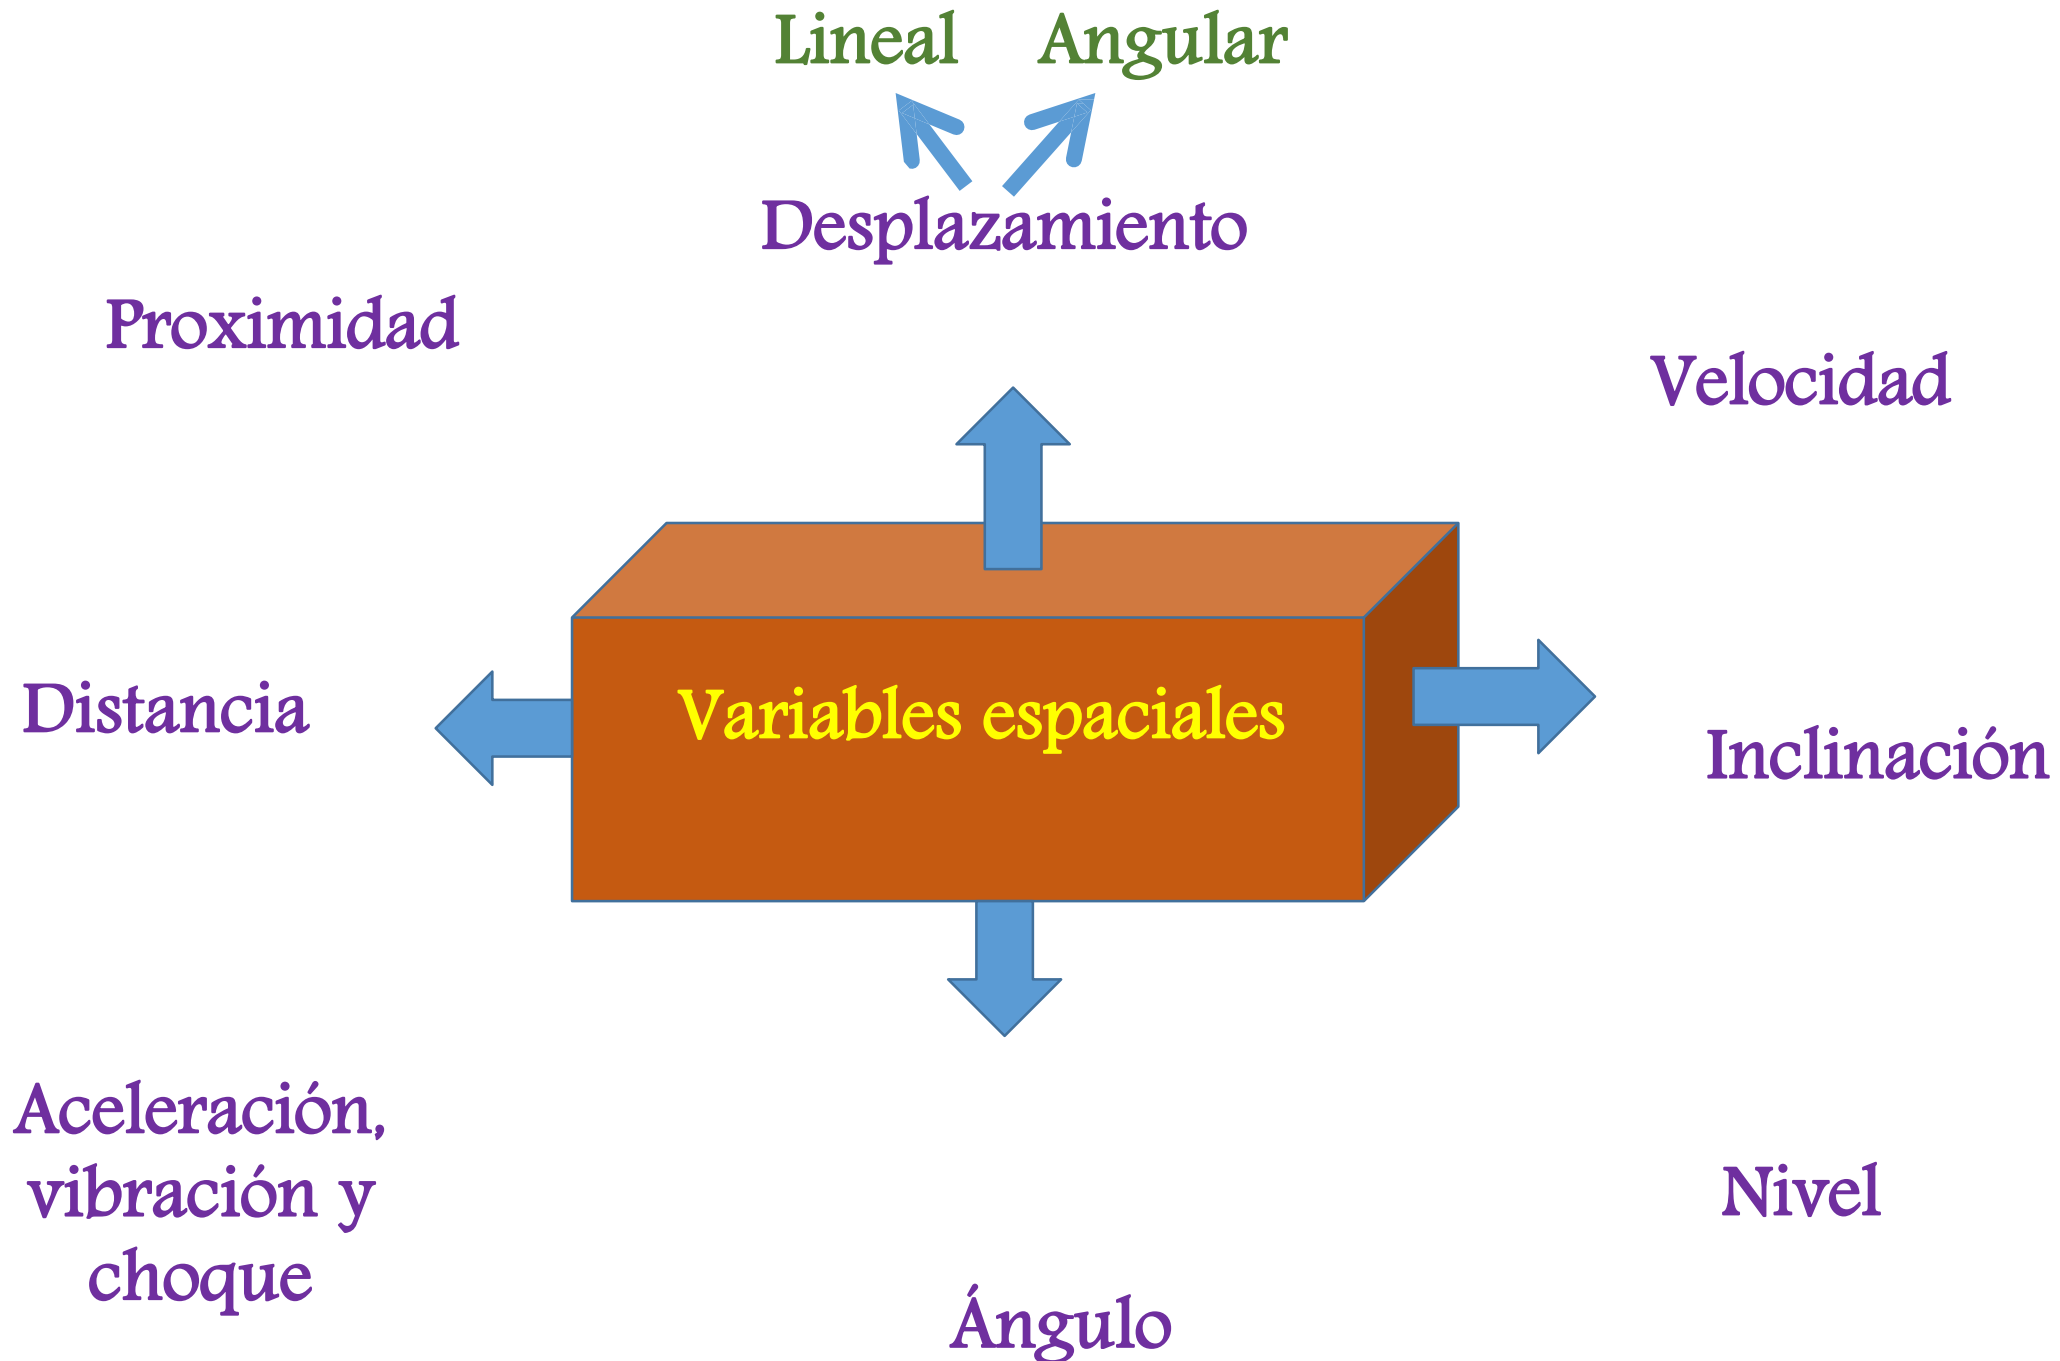 Lineal Angular
Desplazamiento
Proximidad
Velocidad
Distancia
Variables espaciales
Inclinación
Aceleración,
vibración y
choque
Nivel
Ángulo